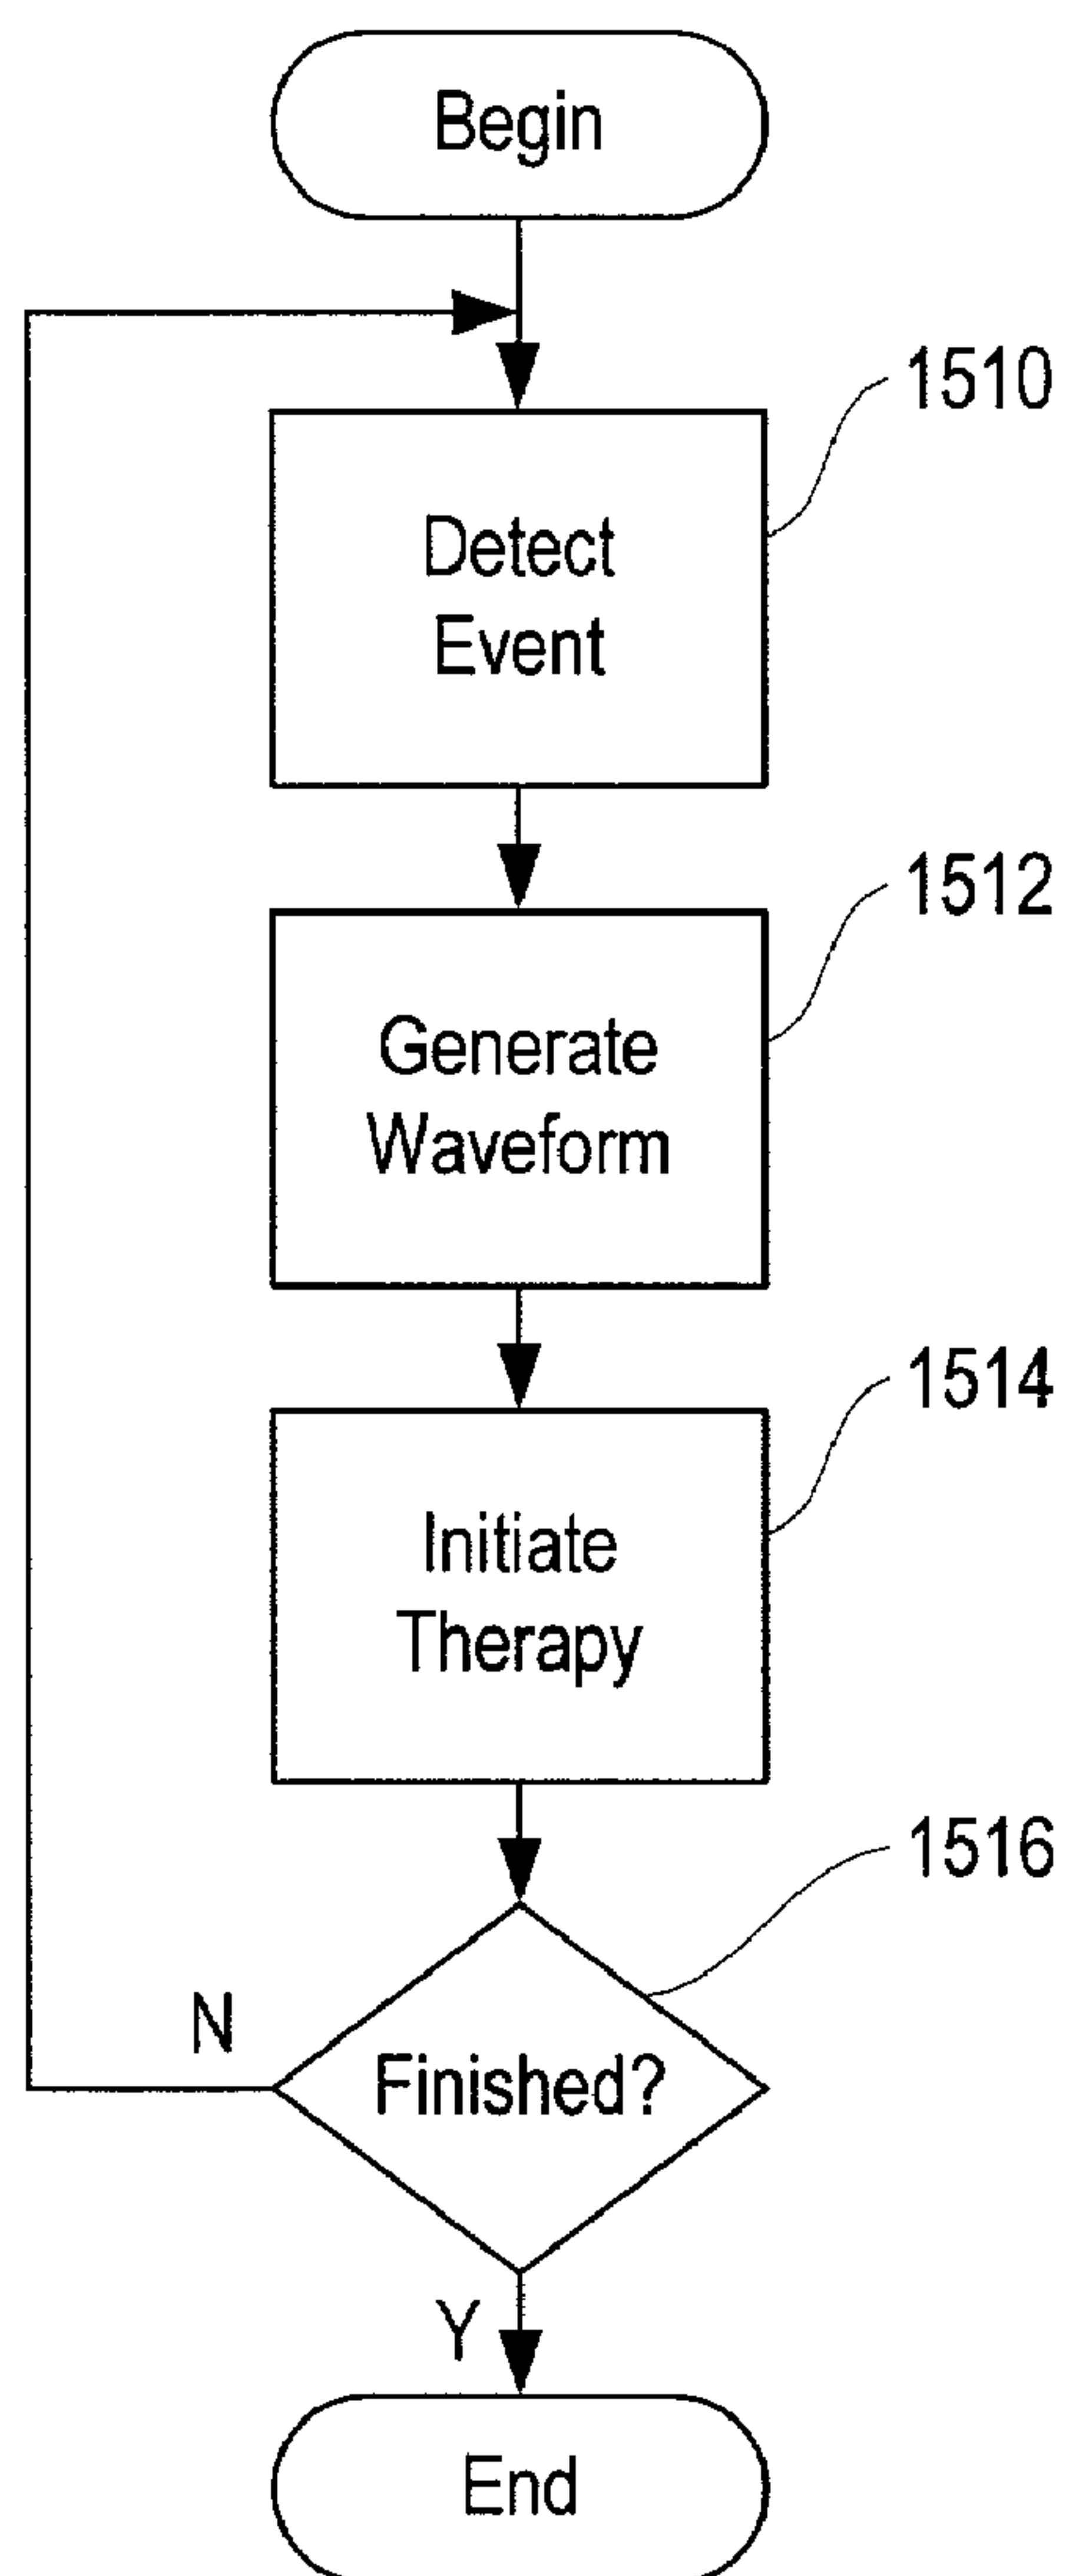 Begin
1510
Detect
Event
1512
Generate
Waveform
1514
Initiate
Therapy
1516
N
Finished?
Y
End